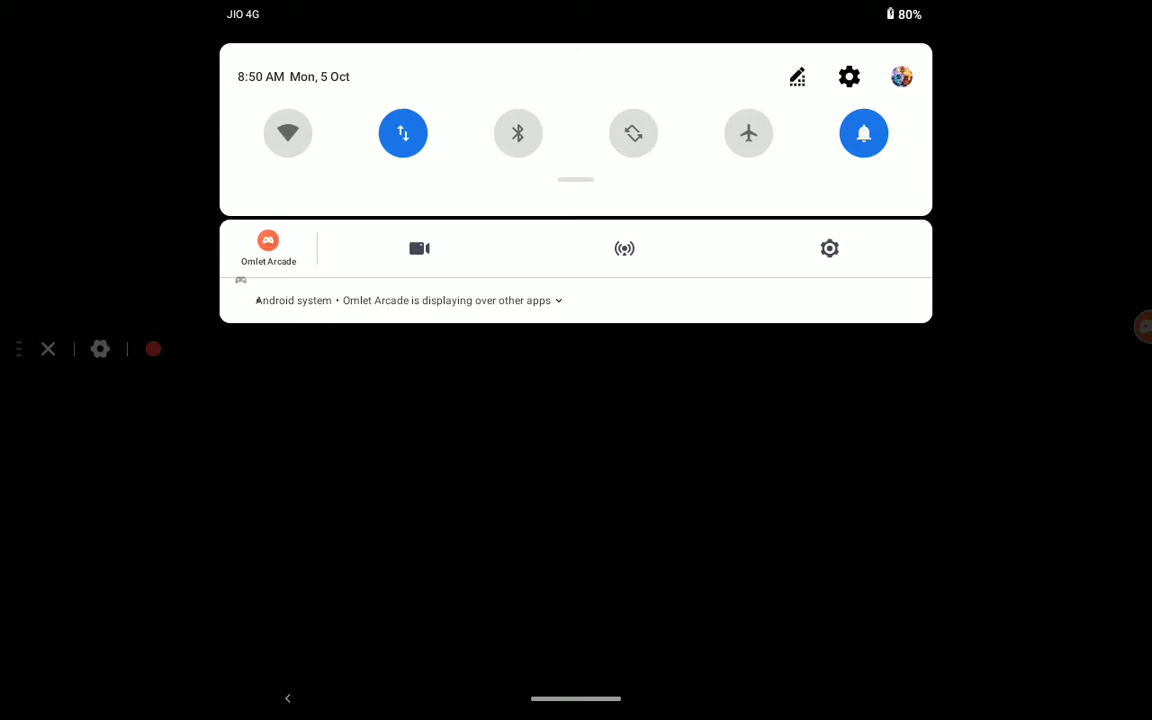 JIO 4G
80%
8:50 AM Mon, 5 Oct
Omlet Arcade
Android system • Omlet Arcade is displaying over other apps